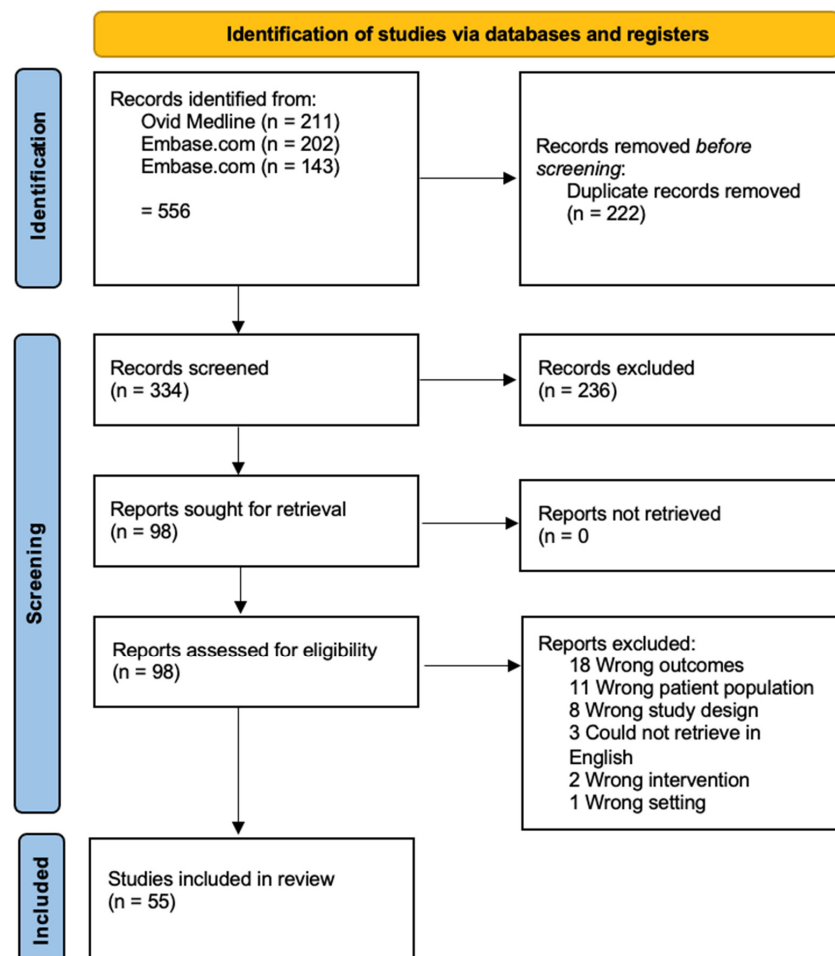 Identification of studies via databases and registers
Identification
Records identified from:
Ovid Medline (n = 211)
Embase.com (n = 202)
Embase.com (n = 143)
= 556
Records removed before
screening:
Duplicate records removed
(n = 222)
Screening
Records screened
(n = 334)
Records excluded
(n = 236)
Reports sought for retrieval
(n = 98)
Reports not retrieved
(n = 0
Reports assessed for eligibility
(n = 98)
Reports excluded:
18 Wrong outcomes
11 Wrong patient population
8 Wrong study design
3 Could not retrieve in
English
2 Wrong intervention
1 Wrong setting
Included
Studies included in review
(n = 55)